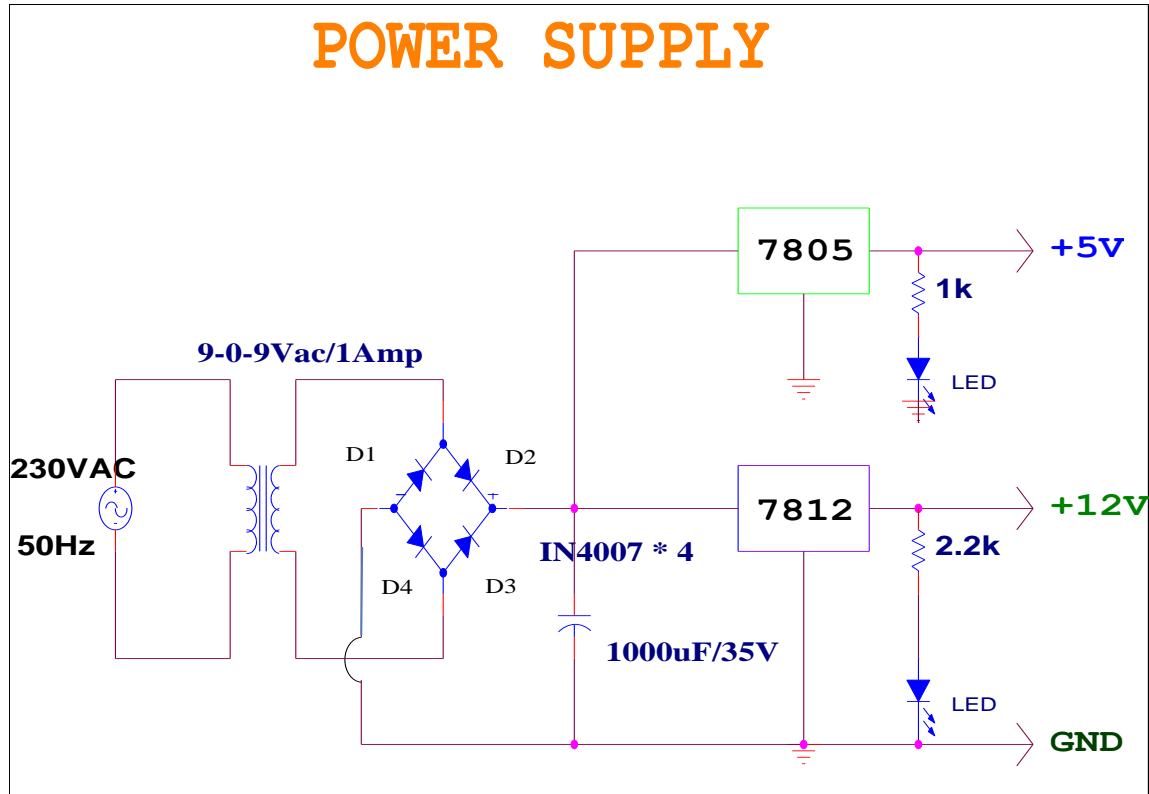 POWER SUPPLY
7805
+5V
1k
LED
9-0-9Vac/1Amp
D1
D2
230VAC
- +
7812
+12V
50Hz
IN4007 * 4
2.2k
D4
D3
1000uF/35V
LED
GND